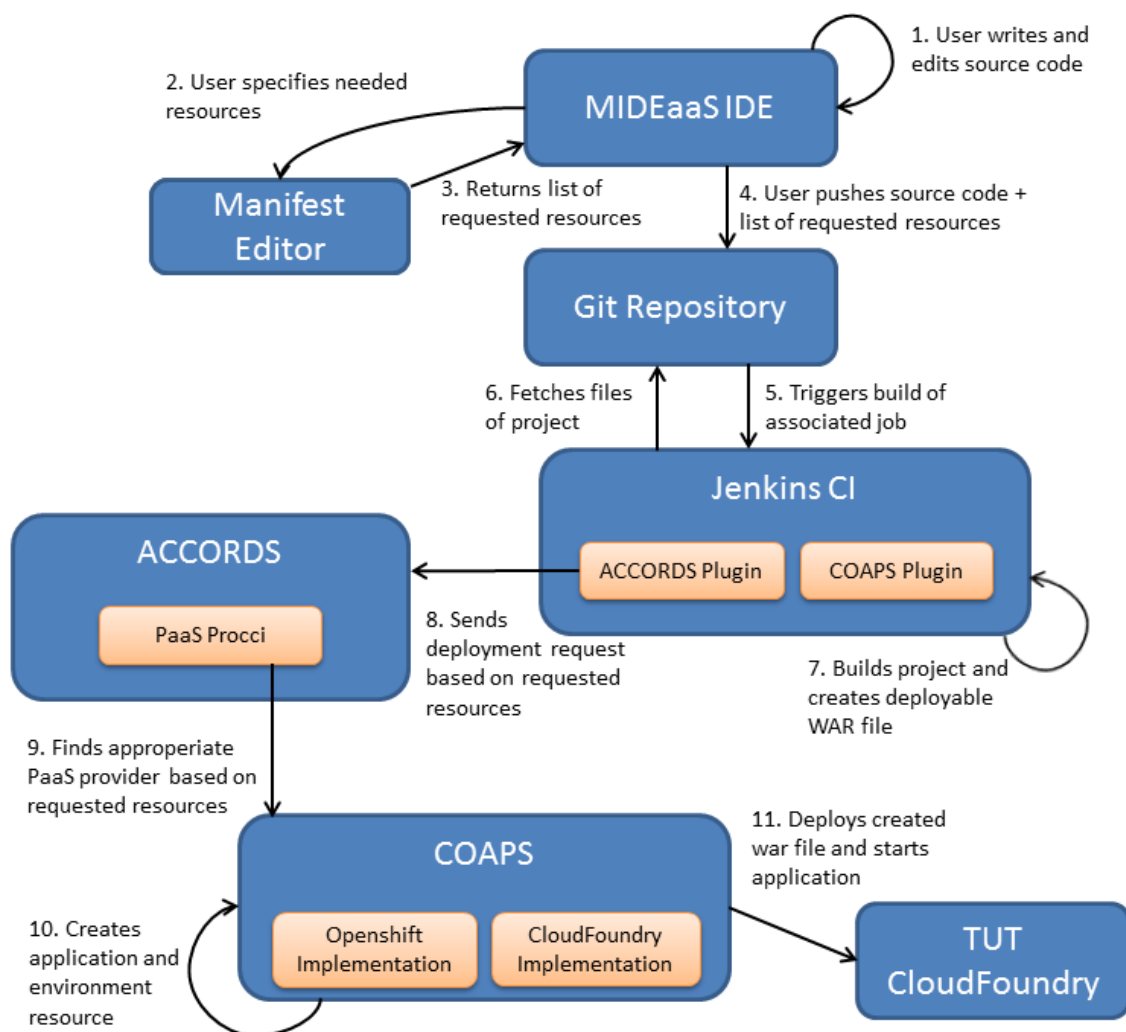 1. User writes and
edits source code
2. User specifies needed
resources
MIDEaaS IDE
Manifest
Editor
3. Returns list of
requested resources
4. User pushes source code +
list of requested resources
Git Repository
6. Fetches files
of project
5. Triggers build of
associated job
Jenkins CI
ACCORDS Plugin
COAPS Plugin
ACCORDS
PaaS Procci
8. Sends
deployment request
based on requested
resources
7. Builds project and
creates deployable
WAR file
9. Finds approperiate
PaaS provider based on
requested resources
COAPS
Openshift
Implementation
CloudFoundry
Implementation
10. Creates
application and
environment
resource
11. Deploys created
war file and starts
application
TUT
CloudFoundry